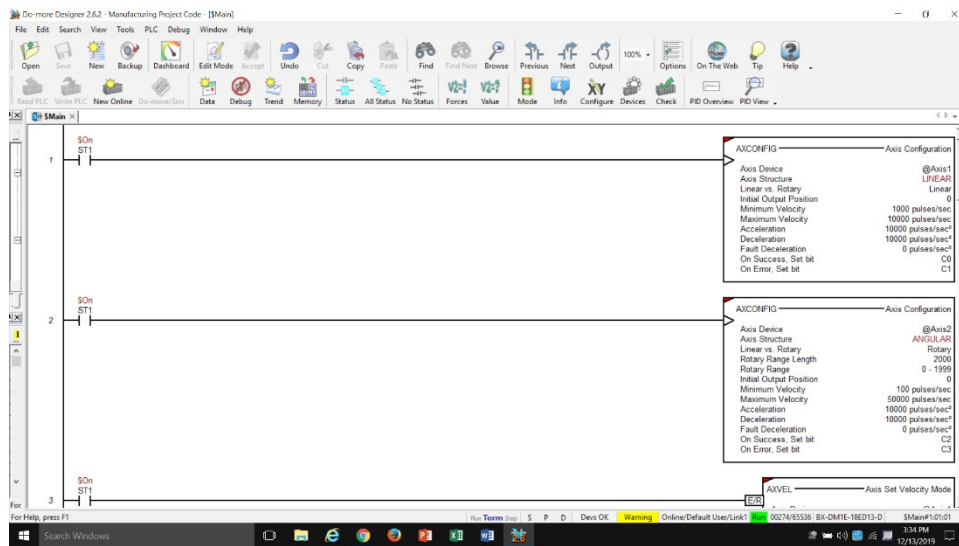 Do-more Designer 2.6.2 - Manufacturing Project Code - [$Main]
File Edit Search View Tools PLC Debug Window Help
Open Save New Backup Dashboard Edit Mode Accept Undo Cut Copy Paste Find Find Next Browse Previous Next Output 100% Options On The Web Tip Help
Read PLC Write PLC New Online Do-more/Sim Data Debug Trend Memory Status All Status No Status Forces Value Mode Info Configure Devices Check PID Overview PID View
$Main
$On
ST1
1
AXCONFIG Axis Configuration
Axis Device @Axis1
Axis Structure LINEAR
Linear vs. Rotary Linear
Initial Output Position 0
Minimum Velocity 1000 pulses/sec
Maximum Velocity 10000 pulses/sec
Acceleration 10000 pulses/sec²
Deceleration 10000 pulses/sec²
Fault Deceleration 0 pulses/sec²
On Success, Set bit C0
On Error, Set bit C1
$On
ST1
2
AXCONFIG Axis Configuration
Axis Device @Axis2
Axis Structure ANGULAR
Linear vs. Rotary Rotary
Rotary Range Length 2000
Rotary Range 0 - 1999
Initial Output Position 0
Minimum Velocity 100 pulses/sec
Maximum Velocity 50000 pulses/sec
Acceleration 10000 pulses/sec²
Deceleration 10000 pulses/sec²
Fault Deceleration 0 pulses/sec²
On Success, Set bit C2
On Error, Set bit C3
$On
ST1
3
E/R
AXVEL Axis Set Velocity Mode
For
For Help, press F1 Run Term Step S P D Devs OK Warning Online/Default User/Link1 Run 00274/65536 BX-DM1E-18ED13-D $Main#1:01:01
Search Windows
3:34 PM
12/13/2019